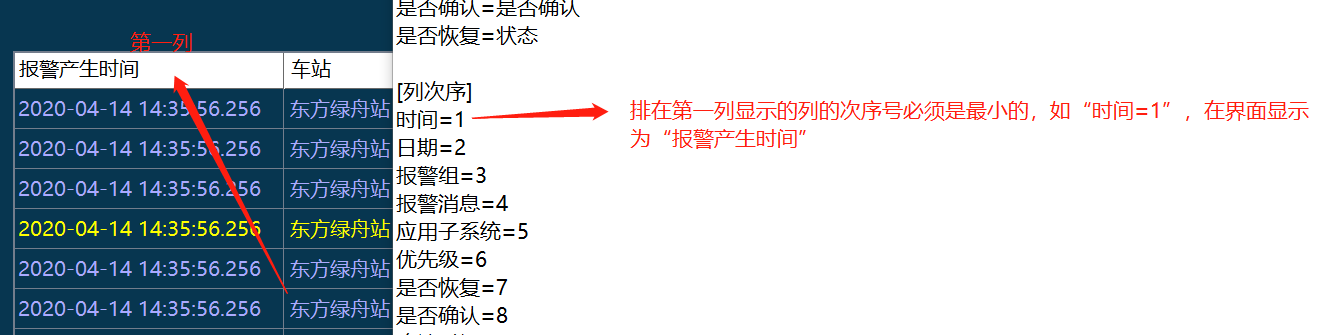 第一列
报警产生时间 车站
2020-04-14 14:35:56.256 东方绿舟站
2020-04-14 14:35:56.256 东方绿舟站
2020-04-14 14:35:56.256 东方绿舟站
2020-04-14 14:35:56.256 东方绿舟站
2020-04-14 14:35:56.256 东方绿舟站
2020-04-14 14:35:56.256 东方绿舟站
是否确认=是否确认
是否恢复=状态
[列次序]
时间=1
日期=2
报警组=3
报警消息=4
应用子系统=5
优先级=6
是否恢复=7
是否确认=8
排在第一列显示的列的次序号必须是最小的，如“时间=1”，在界面显示
为“报警产生时间”